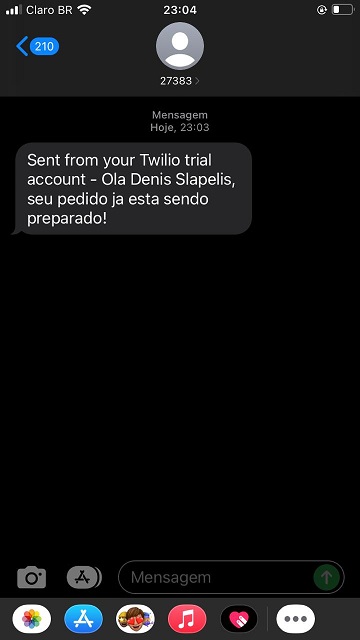 Claro BR
23:04
210
27383
Mensagem
Hoje, 23:03
Sent from your Twilio trial
account - Ola Denis Slapelis,
seu pedido ja esta sendo
preparado!
Mensagem